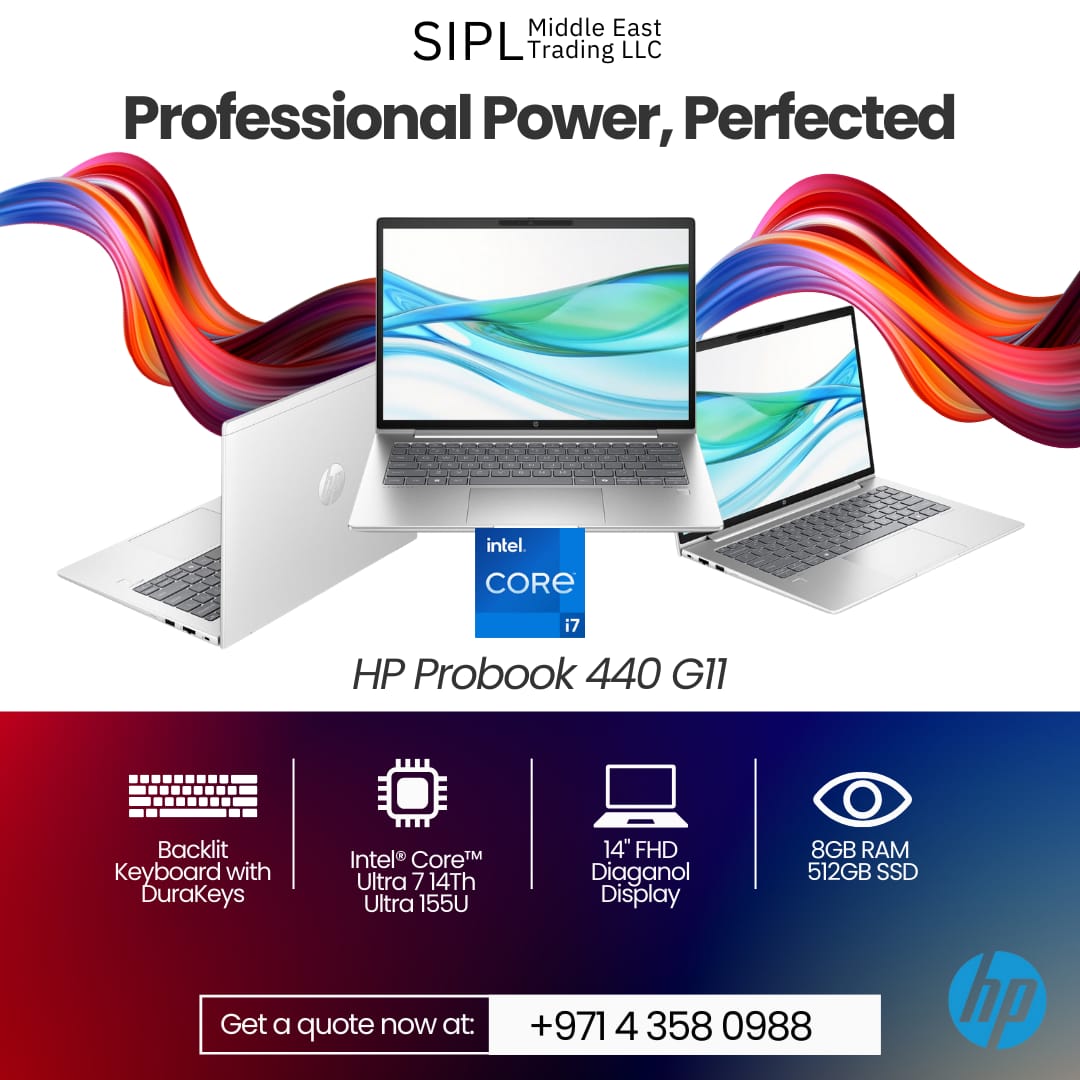 SIPL Middle East
Trading LLC
Professional Power, Perfected
hp
intel.
CORe™
i7
HP Probook 440 G11
Backlit
Keyboard with
DuraKeys
Intel® Core™
Ultra 7 14Th
Ultra 155U
14" FHD
Diaganol
Display
8GB RAM
512GB SSD
hp
Get a quote now at: +971 4 358 0988